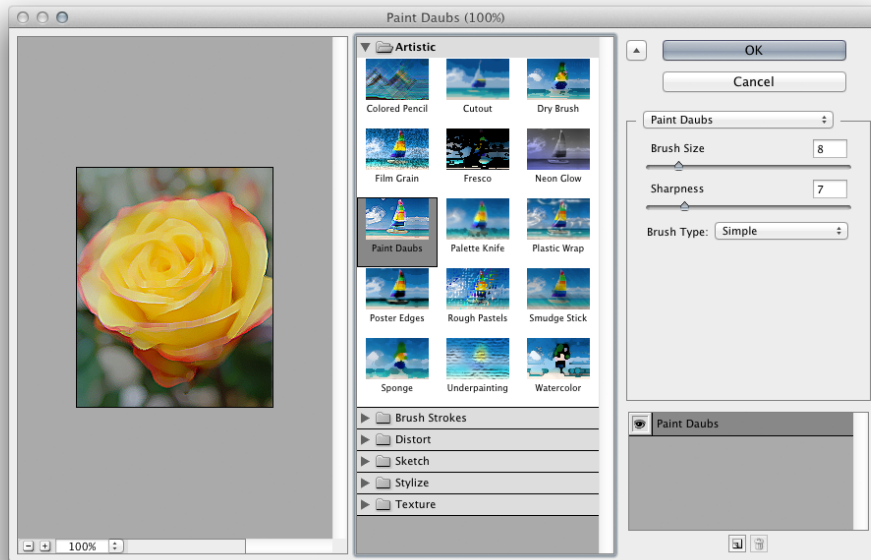 Paint Daubs (100%)
Artistic
Colored Pencil
Cutout
Dry Brush
Film Grain
Fresco
Neon Glow
Paint Daubs
Palette Knife
Plastic Wrap
Poster Edges
Rough Pastels
Smudge Stick
Sponge
Underpainting
Watercolor
Brush Strokes
Distort
Sketch
Stylize
Texture
100%
OK
Cancel
Paint Daubs
Brush Size 8
Sharpness 7
Brush Type: Simple
Paint Daubs